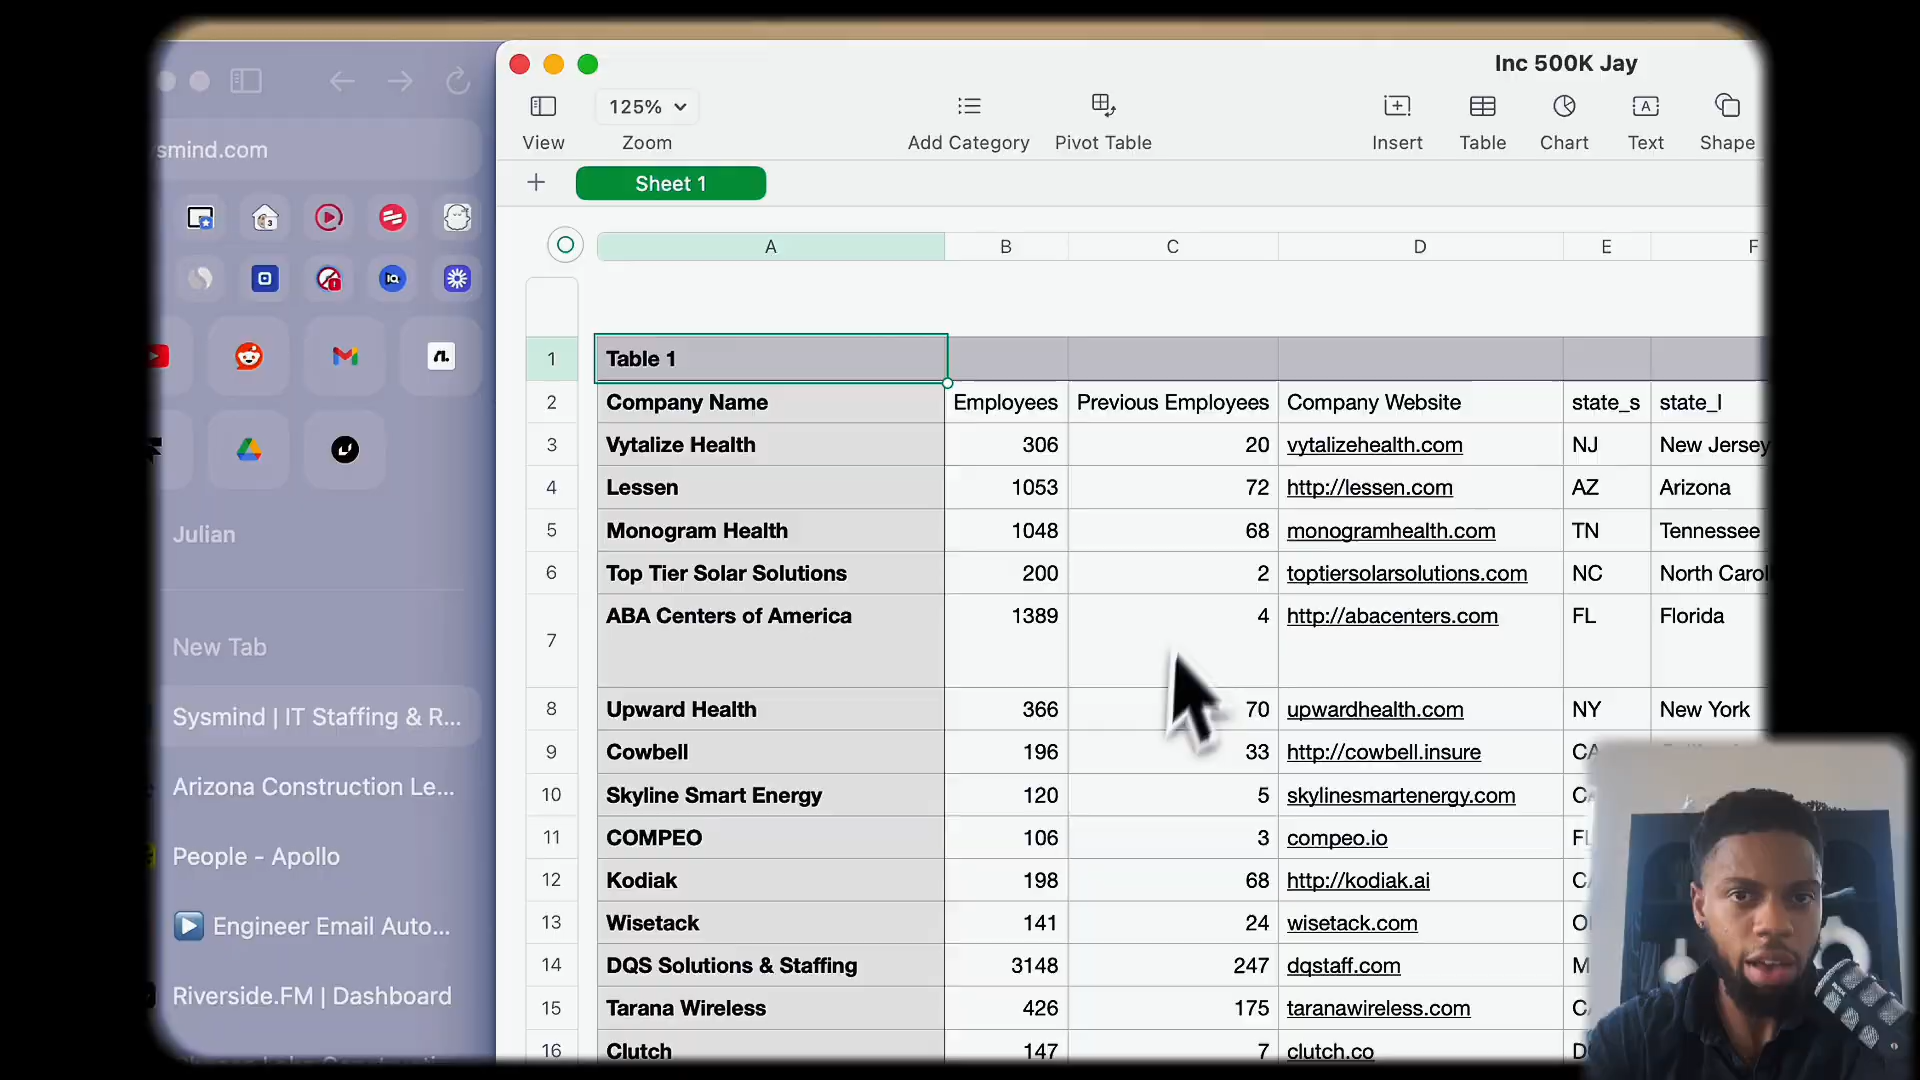 Inc 500K Jay
125%
View
Zoom
Add Category
Pivot Table
Insert
Table
Chart
Text
Shape
Sheet 1
smind.com
A B C D E F
1 Table 1
2 Company Name Employees Previous Employees Company Website state_s state_l
3 Vytalize Health 306 20 vytalizehealth.com NJ New Jersey
4 Lessen 1053 72 http://lessen.com AZ Arizona
5 Monogram Health 1048 68 monogramhealth.com TN Tennessee
6 Top Tier Solar Solutions 200 2 toptiersolarsolutions.com NC North Carol
7 ABA Centers of America 1389 4 http://abacenters.com FL Florida
8 Upward Health 366 70 upwardhealth.com NY New York
9 Cowbell 196 33 http://cowbell.insure CA
10 Skyline Smart Energy 120 5 skylinesmartenergy.com C
11 COMPEO 106 3 compeo.io FL
12 Kodiak 198 68 http://kodiak.ai C
13 Wisetack 141 24 wisetack.com O
14 DQS Solutions & Staffing 3148 247 dqstaff.com M
15 Tarana Wireless 426 175 taranawireless.com C
16 Clutch 147 7 clutch.co D
Julian
New Tab
Sysmind | IT Staffing & R...
Arizona Construction Le...
People - Apollo
Engineer Email Auto...
Riverside.FM | Dashboard